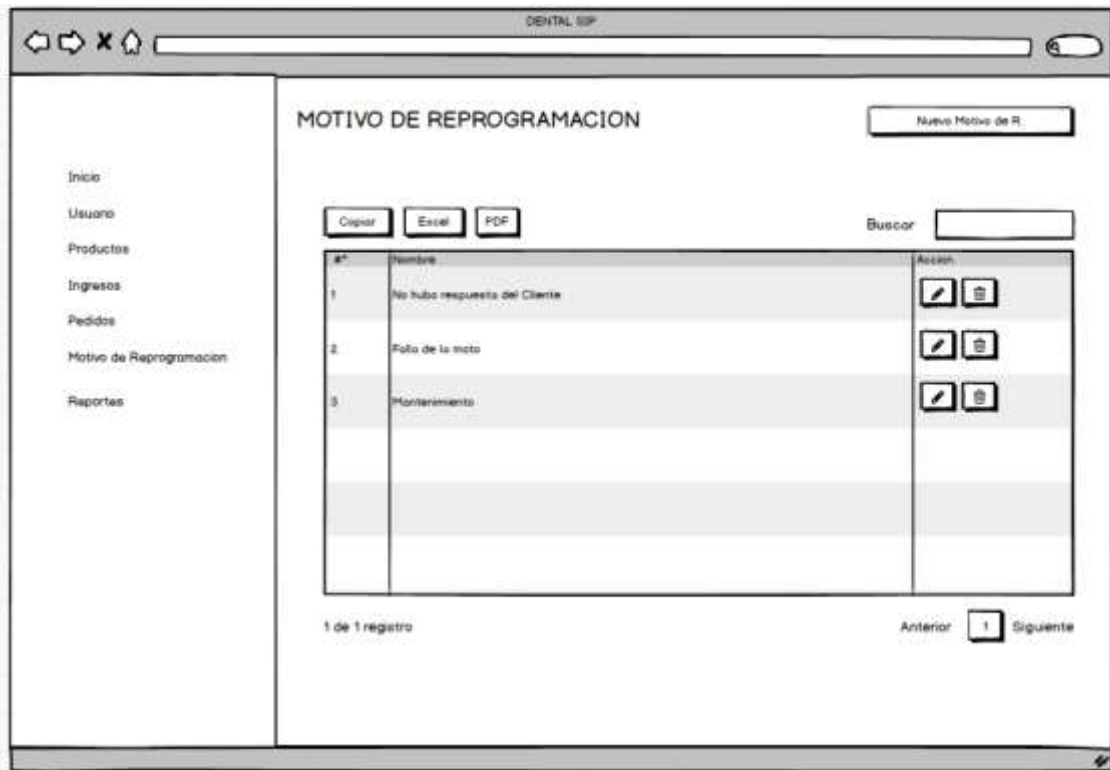 DENTAL SIP
MOTIVO DE REPROGRAMACION
Nuevo Motivo de R
Inicio
Usuario
Productos
Ingresos
Pedidos
Motivo de Reprogramacion
Reportes
Copiar Excel PDF
Buscar
#° Nombre Accion
1 No hubo respuesta del Cliente
2 Falla de la moto
3 Mantenimiento
1 de 1 registro
Anterior 1 Siguiente